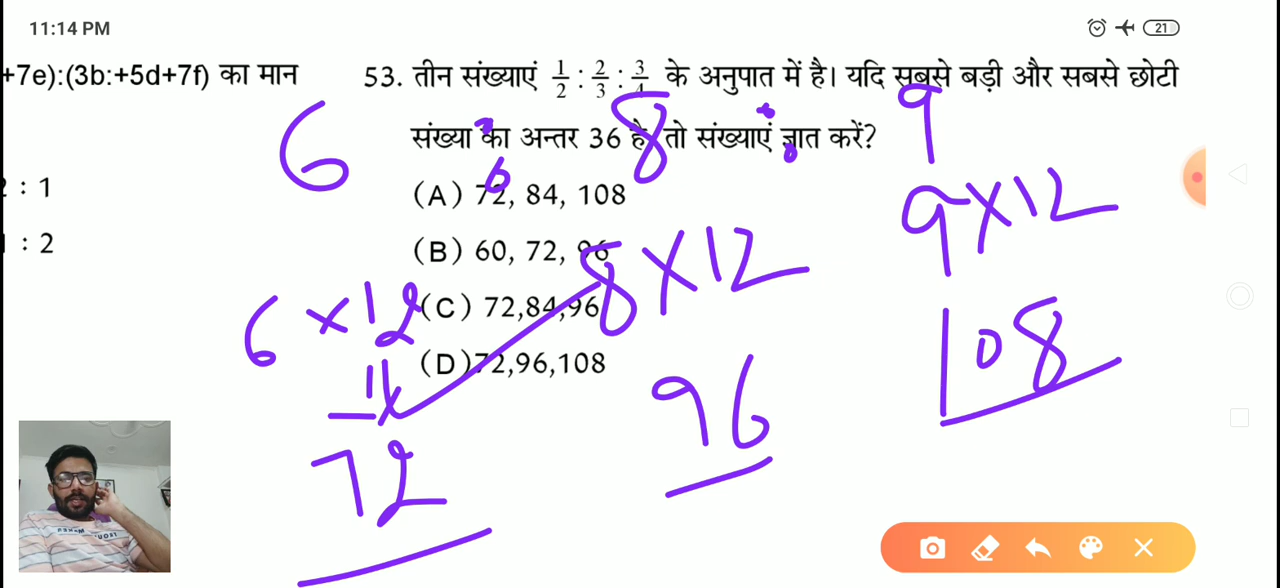 11:14 PM 21
+7e):(3b:+5d+7f) का मान
2 : 1
: 2
53. तीन संख्याएं 1/2 : 2/3 : 3/4 के अनुपात में है। यदि सबसे बड़ी और सबसे छोटी
संख्या का अन्तर 36 है, तो संख्याएं ज्ञात करें?
(A) 72, 84, 108
(B) 60, 72, 96
(C) 72,84,96
(D) 72,96,108
6 8 9
6
6 × 12
72
8 × 12
96
9 × 12
108